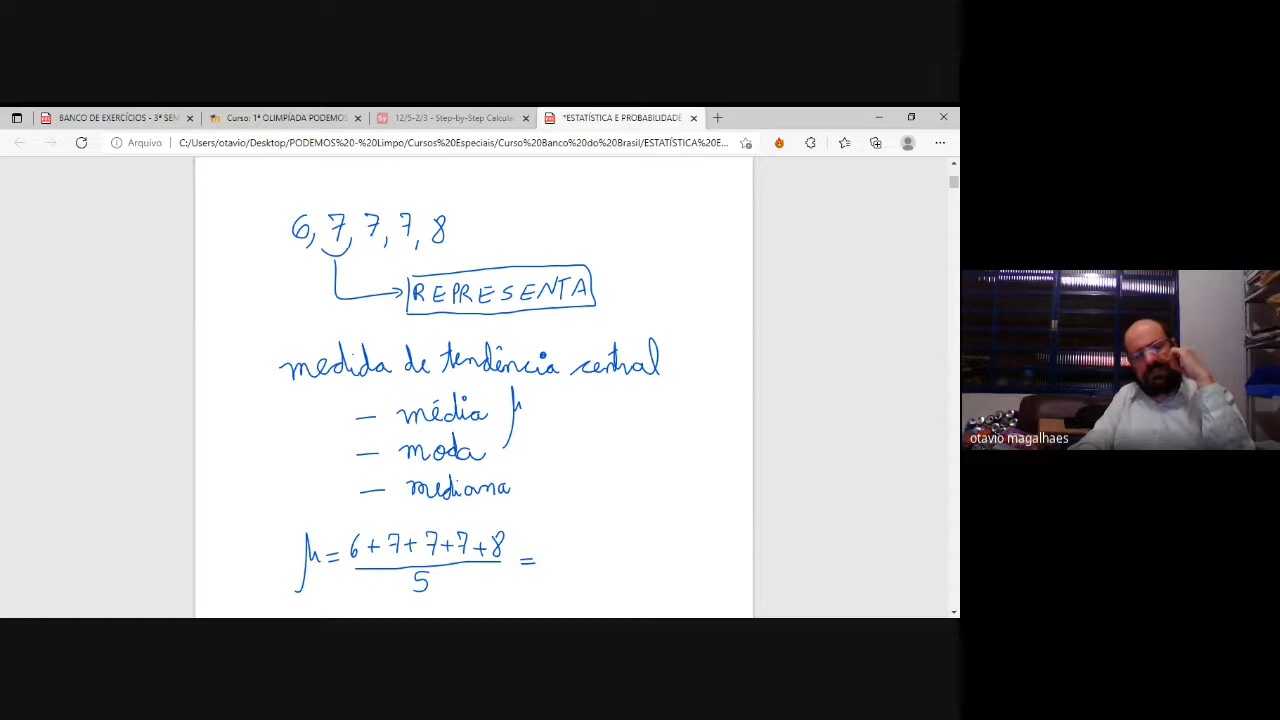 BANCO DE EXERCÍCIOS - 3ª SEM
Curso: 1ª OLIMPÍADA PODEMOS
12/5-2/3 - Step-by-Step Calcula
*ESTATÍSTICA E PROBABILIDADE
Arquivo
C:/Users/otavio/Desktop/PODEMOS%20-%20Limpo/Cursos%20Especiais/Curso%20Banco%20do%20Brasil/ESTATÍSTICA%20E...
6, 7, 7, 7, 8
REPRESENTA
medida de tendência central
— média μ
— moda
— mediana
μ = 6 + 7 + 7 + 7 + 8 =
5
otavio magalhaes